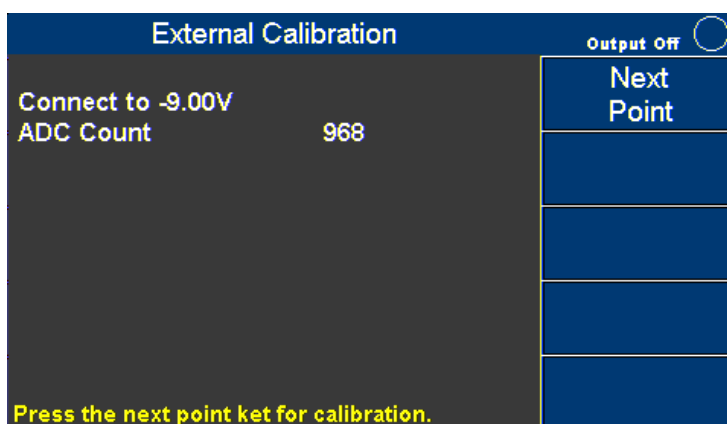 External Calibration
Output Off
Next
Point
Connect to -9.00V
ADC Count 968
Press the next point ket for calibration.